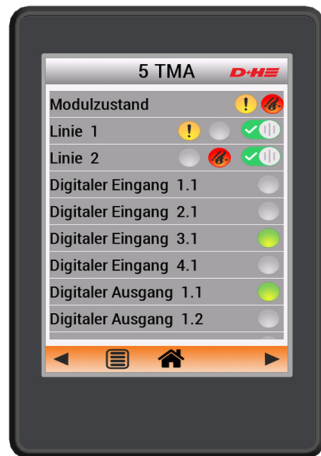 5 TMA D+H
Modulzustand
Linie 1
Linie 2
Digitaler Eingang 1.1
Digitaler Eingang 2.1
Digitaler Eingang 3.1
Digitaler Eingang 4.1
Digitaler Ausgang 1.1
Digitaler Ausgang 1.2